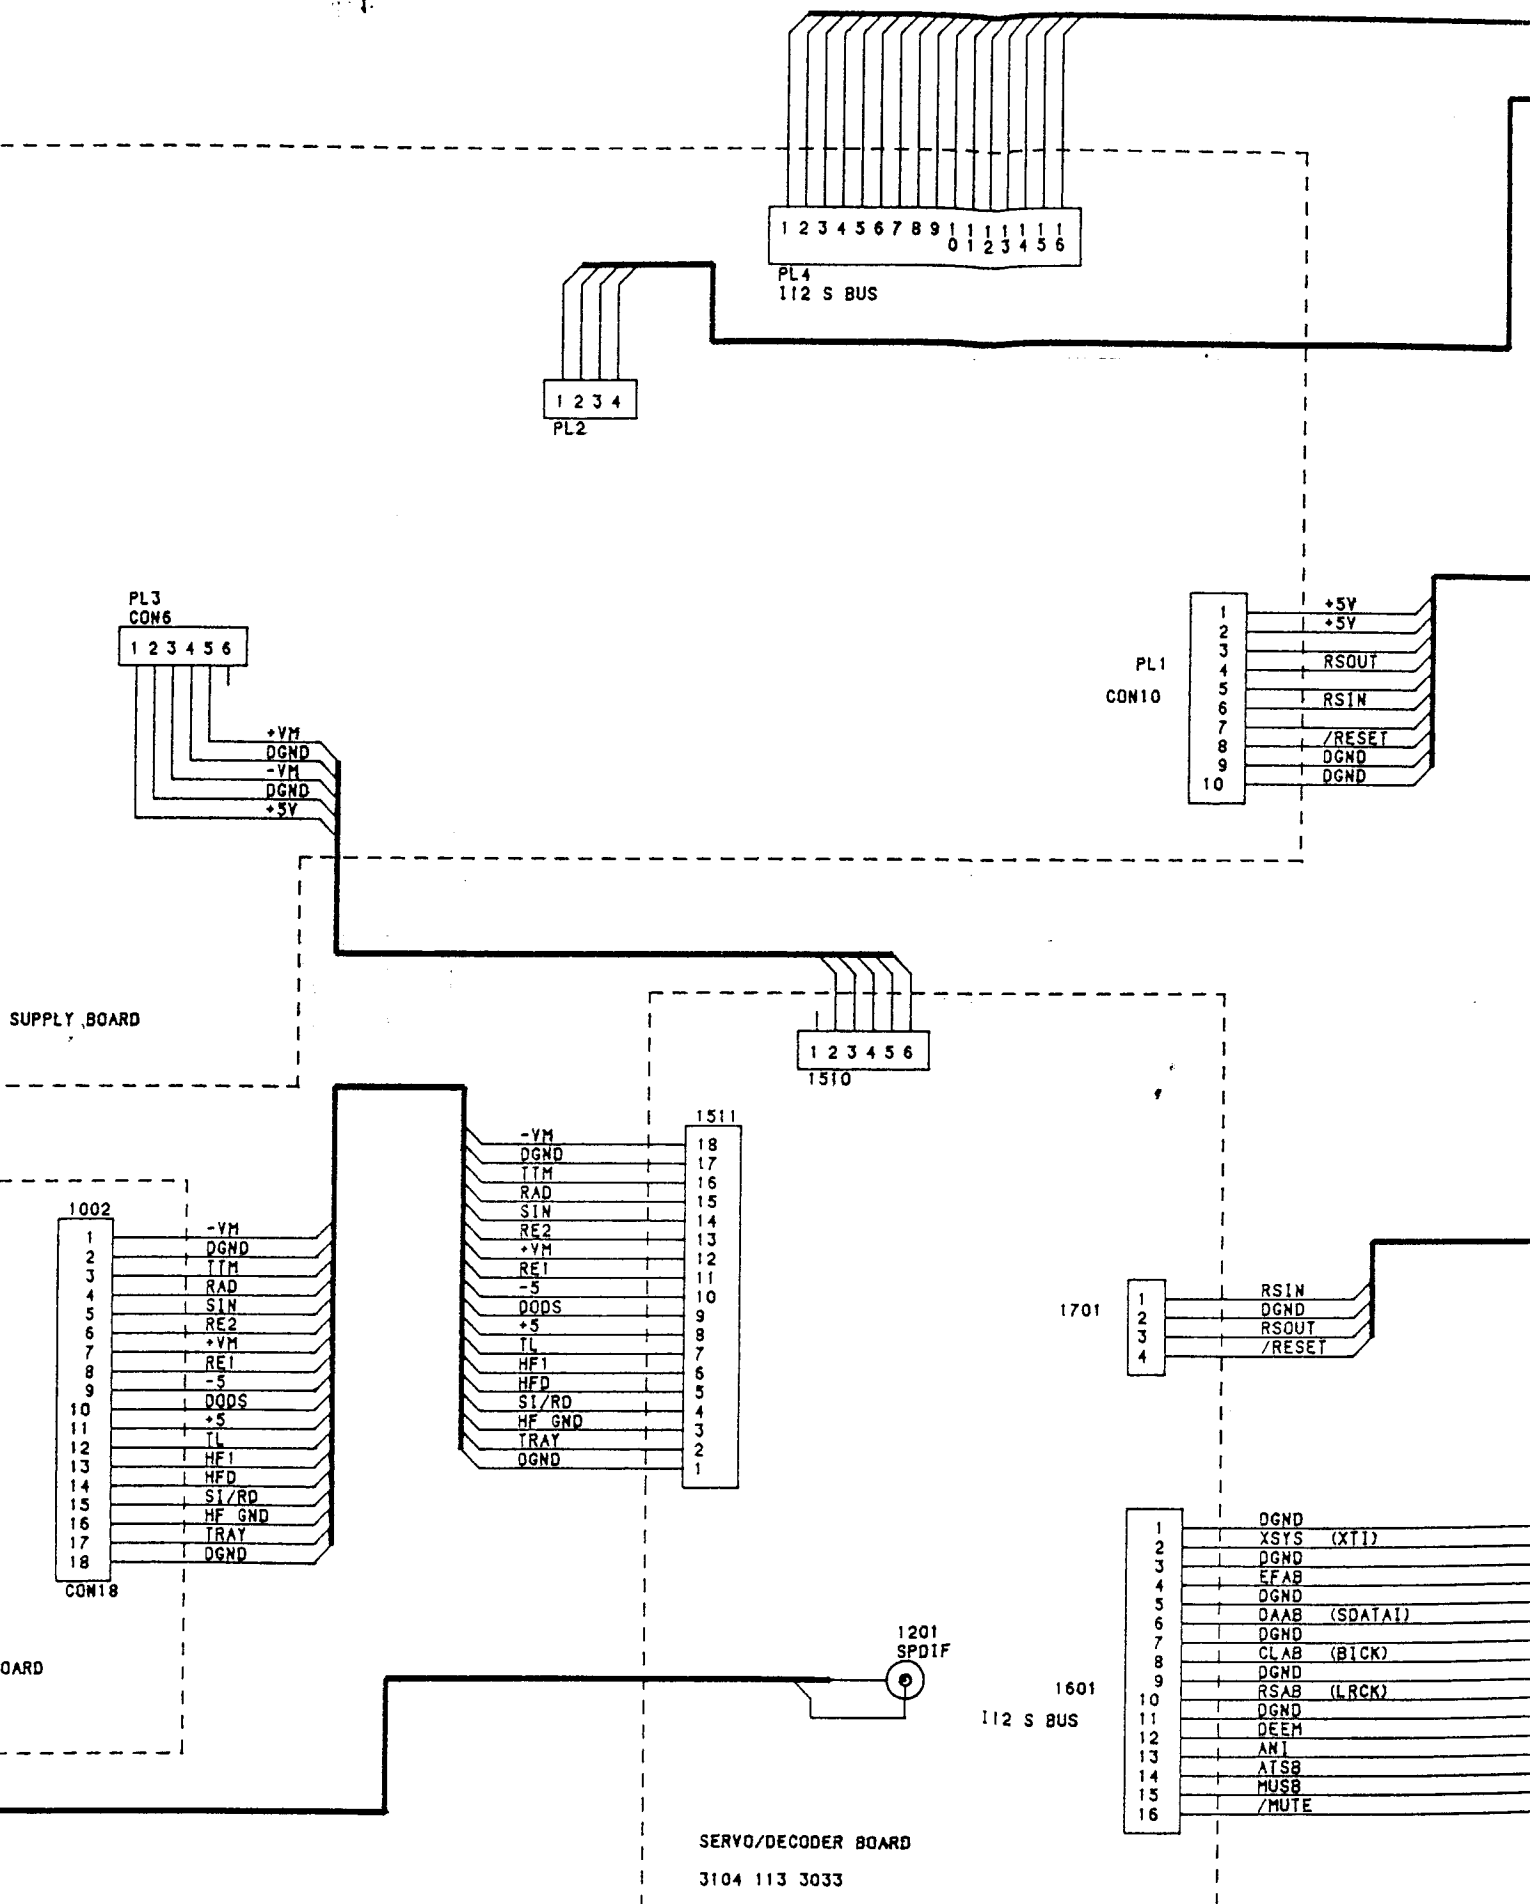 1 2 3 4 5 6 7 8 9 10 11 12 13 14 15 16
PL4
I12 S BUS
1 2 3 4
PL2
PL3
CON6
1 2 3 4 5 6
+VM
DGND
-VM
DGND
+5V
PL1
CON10
1 +5V
2 +5V
3
4 RSOUT
5
6 RSIN
7
8 /RESET
9 DGND
10 DGND
SUPPLY BOARD
1 2 3 4 5 6
1510
1511
-VM 18
DGND 17
TTM 16
RAD 15
SIN 14
RE2 13
+VM 12
RE1 11
-5 10
DODS 9
+5 8
TL 7
HF1 6
HFD 5
SI/RD 4
HF GND 3
TRAY 2
DGND 1
1002
1 -VM
2 DGND
3 TTM
4 RAD
5 SIN
6 RE2
7 +VM
8 RE1
9 -5
10 DODS
11 +5
12 TL
13 HF1
14 HFD
15 SI/RD
16 HF GND
17 TRAY
18 DGND
CON18
1701
1 RSIN
2 DGND
3 RSOUT
4 /RESET
OARD
1201
SPDIF
1601
I12 S BUS
1 DGND
2 XSYS (XTI)
3 DGND
4 EFAB
5 DGND
6 DAAB (SDATAI)
7 DGND
8 CLAB (BICK)
9 DGND
10 RSAB (LRCK)
11 DGND
12 DEEM
13 ANI
14 ATSB
15 MUSB
16 /MUTE
SERVO/DECODER BOARD
3104 113 3033